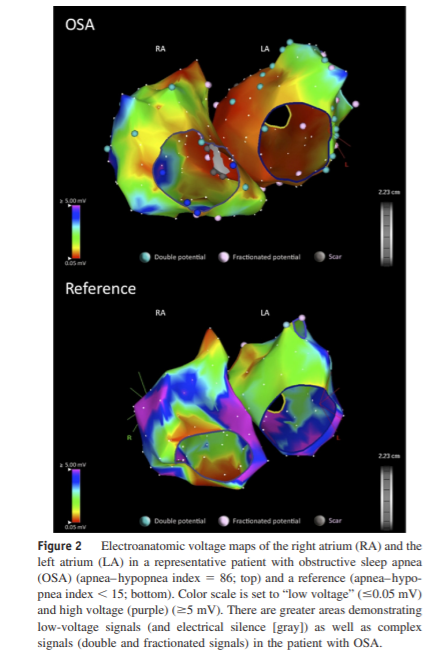 OSA
RA LA
L
≥ 5.00 mV
0.05 mV
2.23 cm
Double potential Fractionated potential Scar
Reference
RA LA
R L
≥ 5.00 mV
0.05 mV
2.23 cm
Double potential Fractionated potential Scar
Figure 2 Electroanatomic voltage maps of the right atrium (RA) and the
left atrium (LA) in a representative patient with obstructive sleep apnea
(OSA) (apnea–hypopnea index = 86; top) and a reference (apnea–hypo-
pnea index < 15; bottom). Color scale is set to “low voltage” (≤0.05 mV)
and high voltage (purple) (≥5 mV). There are greater areas demonstrating
low-voltage signals (and electrical silence [gray]) as well as complex
signals (double and fractionated signals) in the patient with OSA.